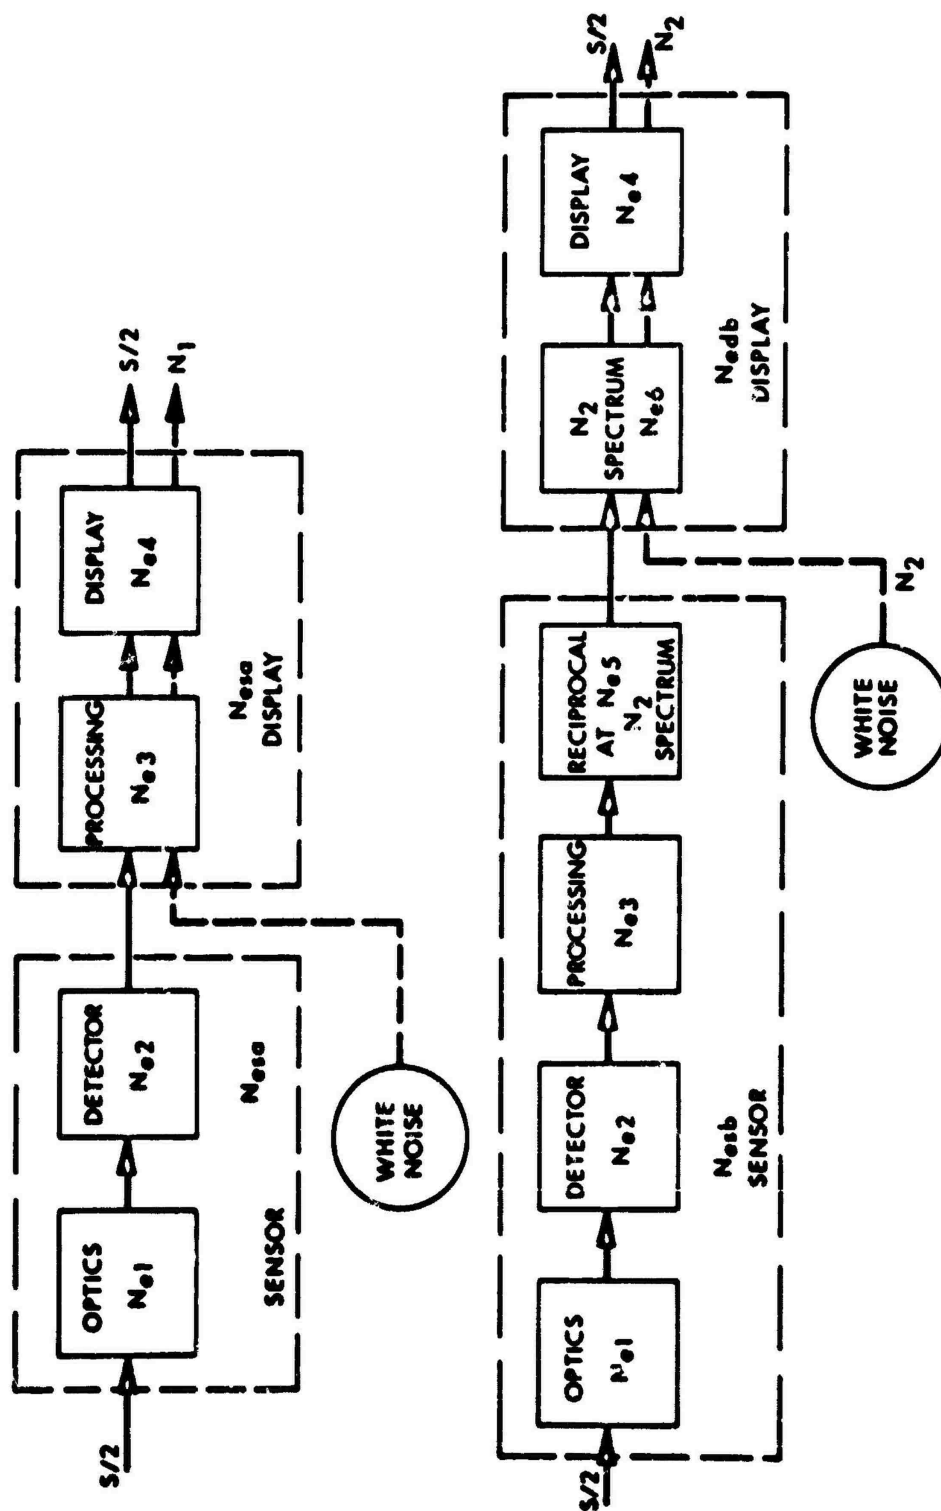 S/2
OPTICS
Ne1
DETECTOR
Ne2
SENSOR
Nesa
WHITE
NOISE
PROCESSING
Ne3
DISPLAY
Ne4
Nesa
DISPLAY
S/2
N1
S/2
OPTICS
Ne1
DETECTOR
Ne2
PROCESSING
Ne3
RECIPROCAL
AT Ne5
N2
SPECTRUM
Nesb
SENSOR
WHITE
NOISE
N2
N2
SPECTRUM
Ne6
DISPLAY
Ne4
Nedb
DISPLAY
S/2
N2